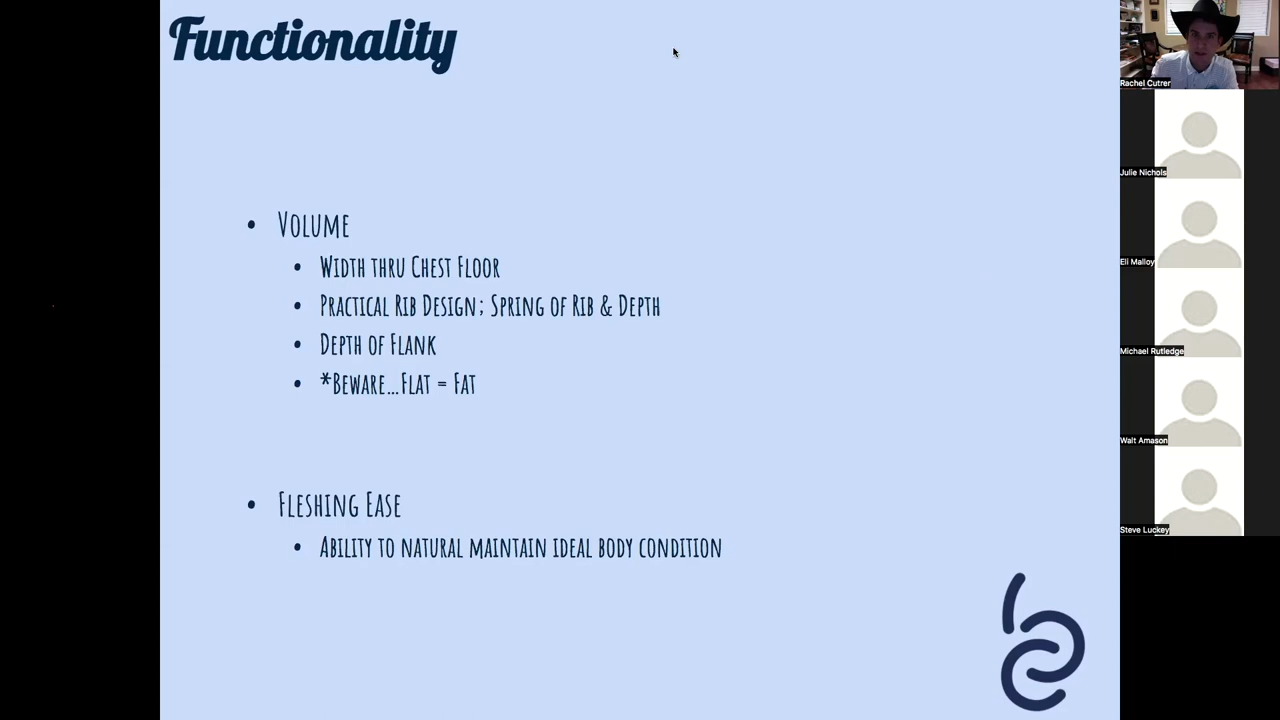 Functionality
• Volume
• Width thru Chest Floor
• Practical Rib Design; Spring of Rib & Depth
• Depth of Flank
• *Beware...Flat = Fat
• Fleshing Ease
• Ability to natural maintain ideal body condition
Rachel Cutrer
Julie Nichols
Eli Malloy
Michael Rutledge
Walt Amason
Steve Luckey